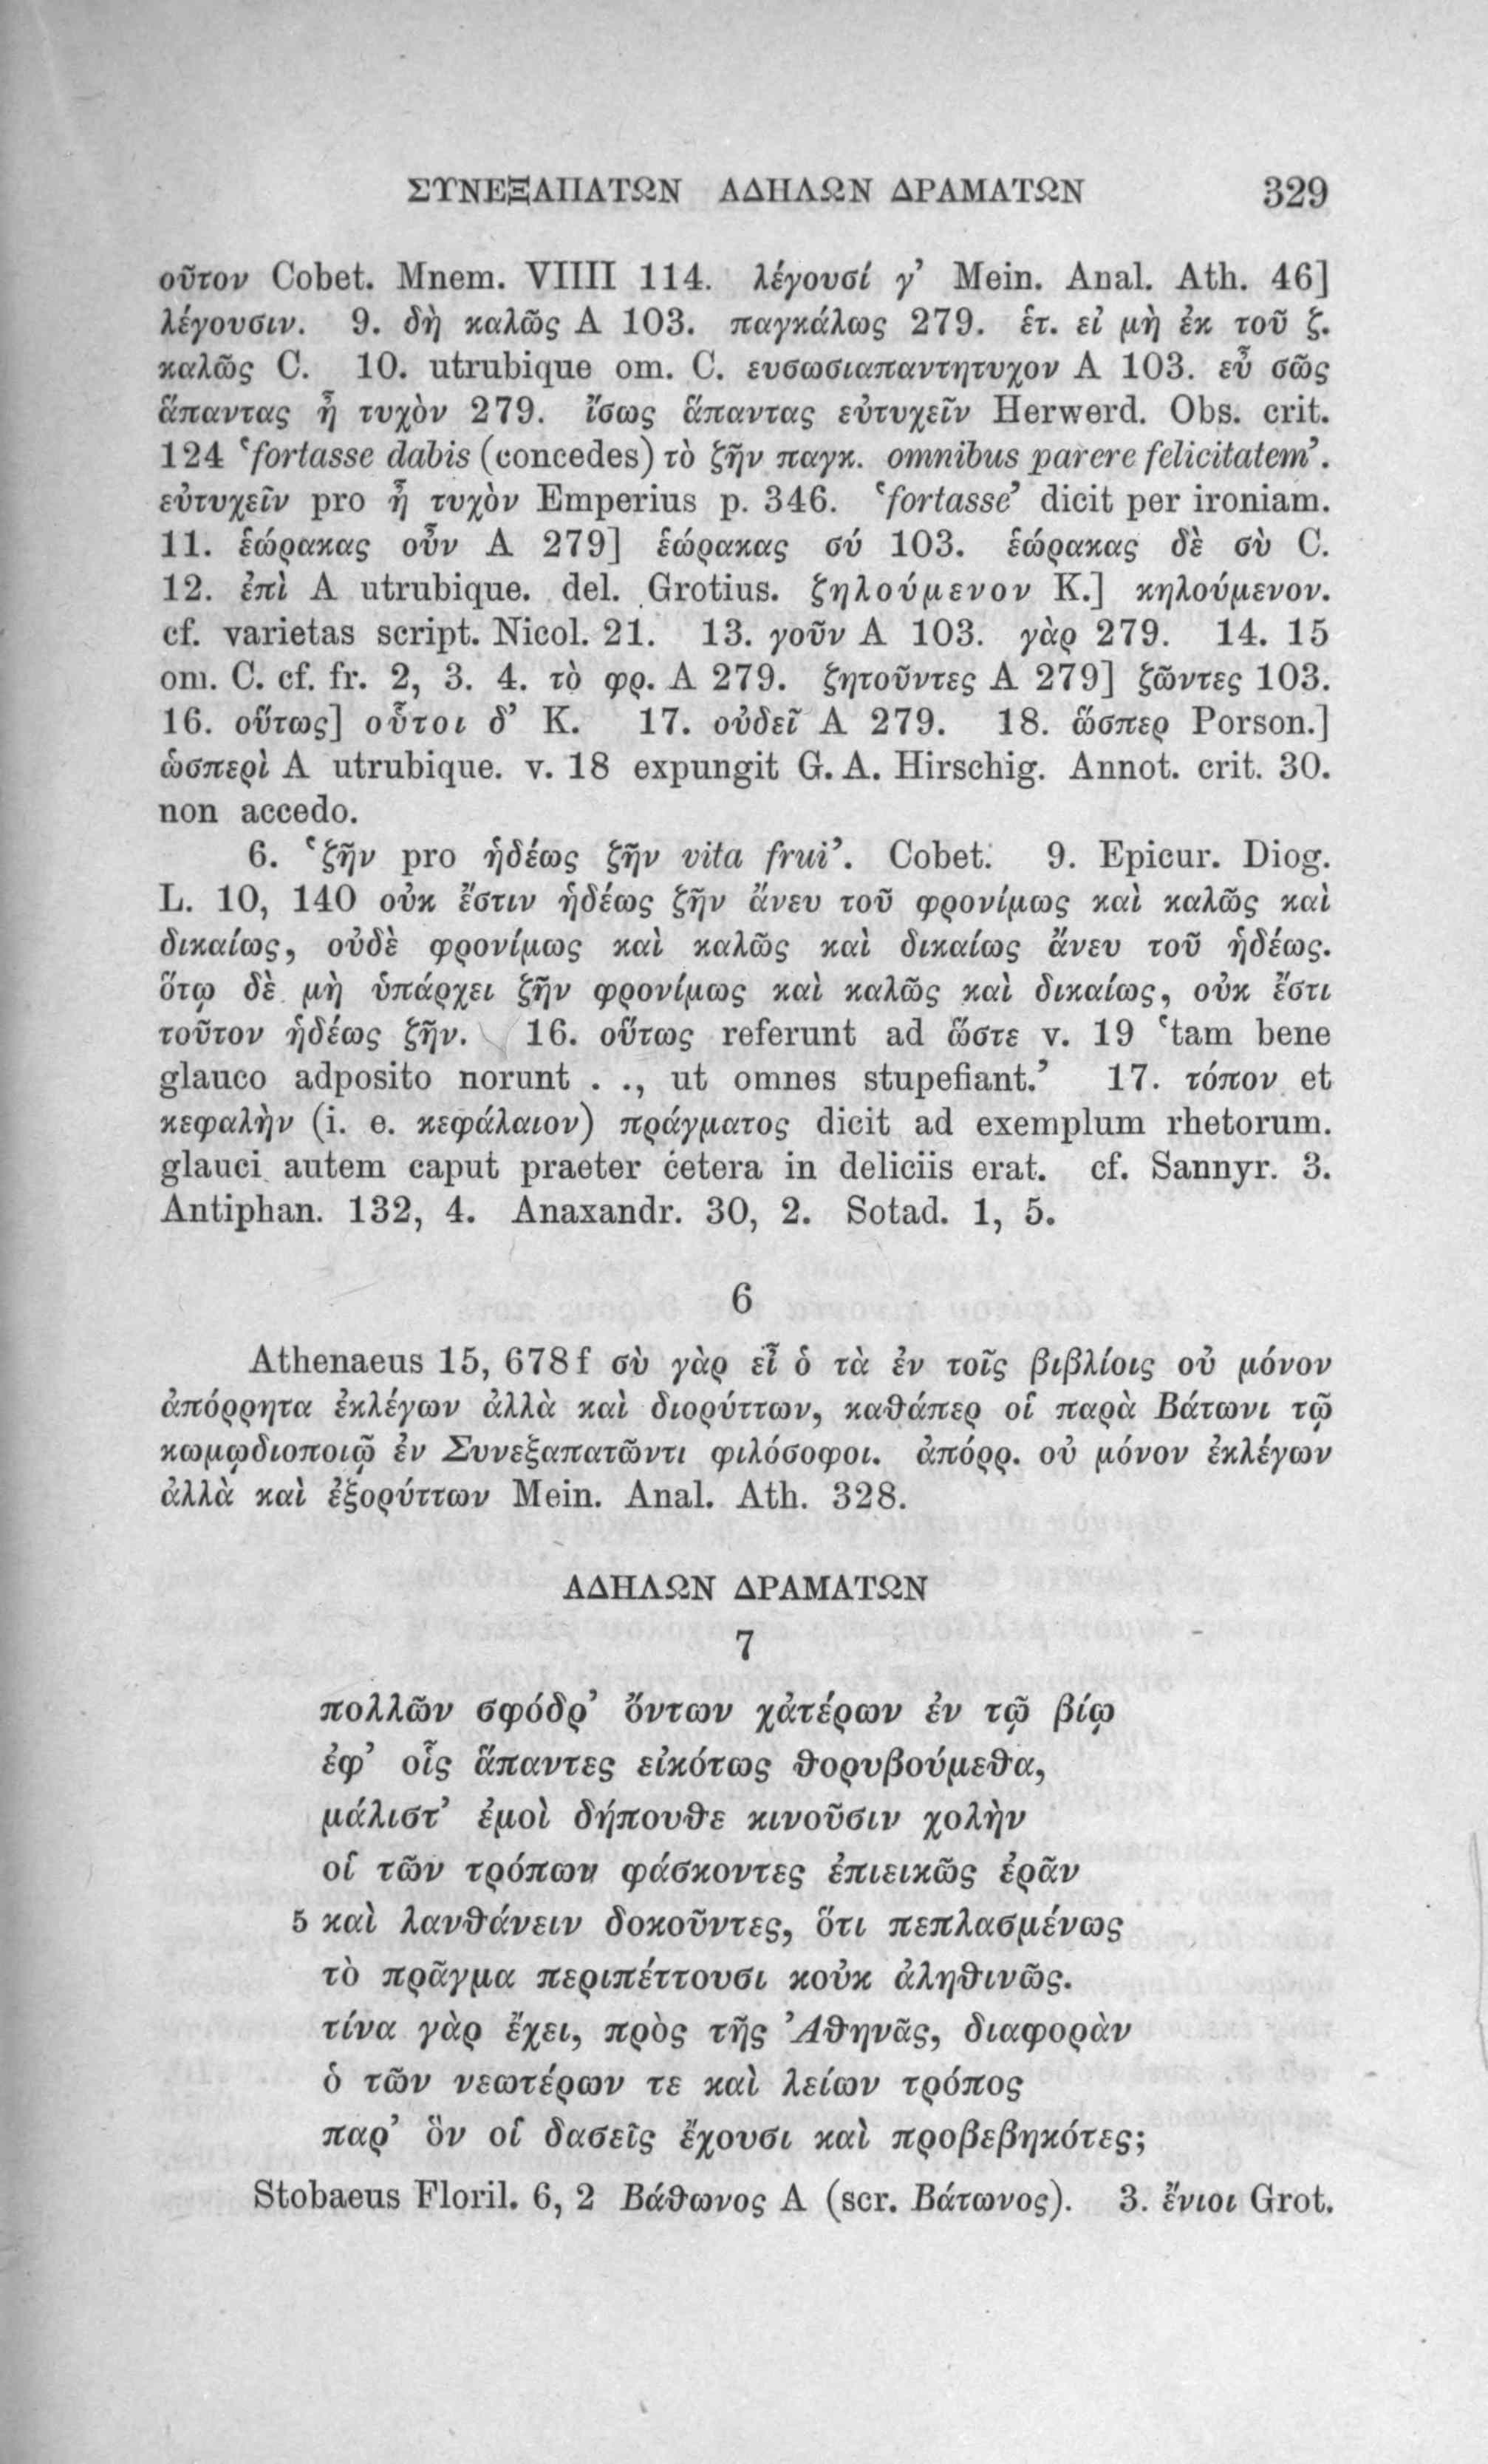 ΣΥΝΕΞΑΠΑΤΩΝ ΑΔΗΛΩΝ ΔΡΑΜΑΤΩΝ 329
οῦτον Cobet. Mnem. VIIII 114. λέγουσί γ’ Mein. Anal. Ath. 46]
λέγουσιν. 9. δὴ καλῶς A 103. παγκάλως 279. ἑτ. εἰ μὴ ἐκ τοῦ ζ.
καλῶς C. 10. utrubique om. C. ευσωσιαπαντητυχον A 103. εὖ σῶς
ἅπαντας ἦ τυχὸν 279. ἴσως ἅπαντας εὐτυχεῖν Herwerd. Obs. crit.
124 ‘fortasse dabis (concedes) τὸ ζῆν παγκ. omnibus parere felicitatem’.
εὐτυχεῖν pro ἦ τυχὸν Emperius p. 346. ‘fortasse’ dicit per ironiam.
11. ἑώρακας οὖν A 279] ἑώρακας σύ 103. ἑώρακας δὲ σὺ C.
12. ἐπὶ A utrubique. del. Grotius. ζηλούμενον K.] κηλούμενον.
cf. varietas script. Nicol. 21. 13. γοῦν A 103. γὰρ 279. 14. 15
om. C. cf. fr. 2, 3. 4. τὸ φρ. A 279. ζητοῦντες A 279] ζῶντες 103.
16. οὕτως] οὗτοι δ’ K. 17. οὐδεῖ A 279. 18. ὥσπερ Porson.]
ὡσπερὶ A utrubique. v. 18 expungit G. A. Hirschig. Annot. crit. 30.
non accedo.
6. ‘ζῆν pro ἡδέως ζῆν vita frui’. Cobet. 9. Epicur. Diog.
L. 10, 140 οὐκ ἔστιν ἡδέως ζῆν ἄνευ τοῦ φρονίμως καὶ καλῶς καὶ
δικαίως, οὐδὲ φρονίμως καὶ καλῶς καὶ δικαίως ἄνευ τοῦ ἡδέως.
ὅτῳ δὲ μὴ ὑπάρχει ζῆν φρονίμως καὶ καλῶς καὶ δικαίως, οὐκ ἔστι
τοῦτον ἡδέως ζῆν. 16. οὕτως referunt ad ὥστε v. 19 ‘tam bene
glauco adposito norunt . ., ut omnes stupefiant.’ 17. τόπον et
κεφαλὴν (i. e. κεφάλαιον) πράγματος dicit ad exemplum rhetorum.
glauci autem caput praeter cetera in deliciis erat. cf. Sannyr. 3.
Antiphan. 132, 4. Anaxandr. 30, 2. Sotad. 1, 5.
6
Athenaeus 15, 678 f σὺ γὰρ εἶ ὁ τὰ ἐν τοῖς βιβλίοις οὐ μόνον
ἀπόρρητα ἐκλέγων ἀλλὰ καὶ διορύττων, καθάπερ οἱ παρὰ Βάτωνι τῷ
κωμῳδιοποιῷ ἐν Συνεξαπατῶντι φιλόσοφοι. ἀπόρρ. οὐ μόνον ἐκλέγων
ἀλλὰ καὶ ἐξορύττων Mein. Anal. Ath. 328.
ΑΔΗΛΩΝ ΔΡΑΜΑΤΩΝ
7
πολλῶν σφόδρ’ ὄντων χἀτέρων ἐν τῷ βίῳ
ἐφ’ οἷς ἅπαντες εἰκότως θορυβούμεθα,
μάλιστ’ ἐμοὶ δήπουθε κινοῦσιν χολὴν
οἱ τῶν τρόπων φάσκοντες ἐπιεικῶς ἐρᾶν
5 καὶ λανθάνειν δοκοῦντες, ὅτι πεπλασμένως
τὸ πρᾶγμα περιπέττουσι κοὐκ ἀληθινῶς.
τίνα γὰρ ἔχει, πρὸς τῆς Ἀθηνᾶς, διαφορὰν
ὁ τῶν νεωτέρων τε καὶ λείων τρόπος
παρ’ ὃν οἱ δασεῖς ἔχουσι καὶ προβεβηκότες;
Stobaeus Floril. 6, 2 Βάθωνος A (scr. Βάτωνος). 3. ἔνιοι Grot.